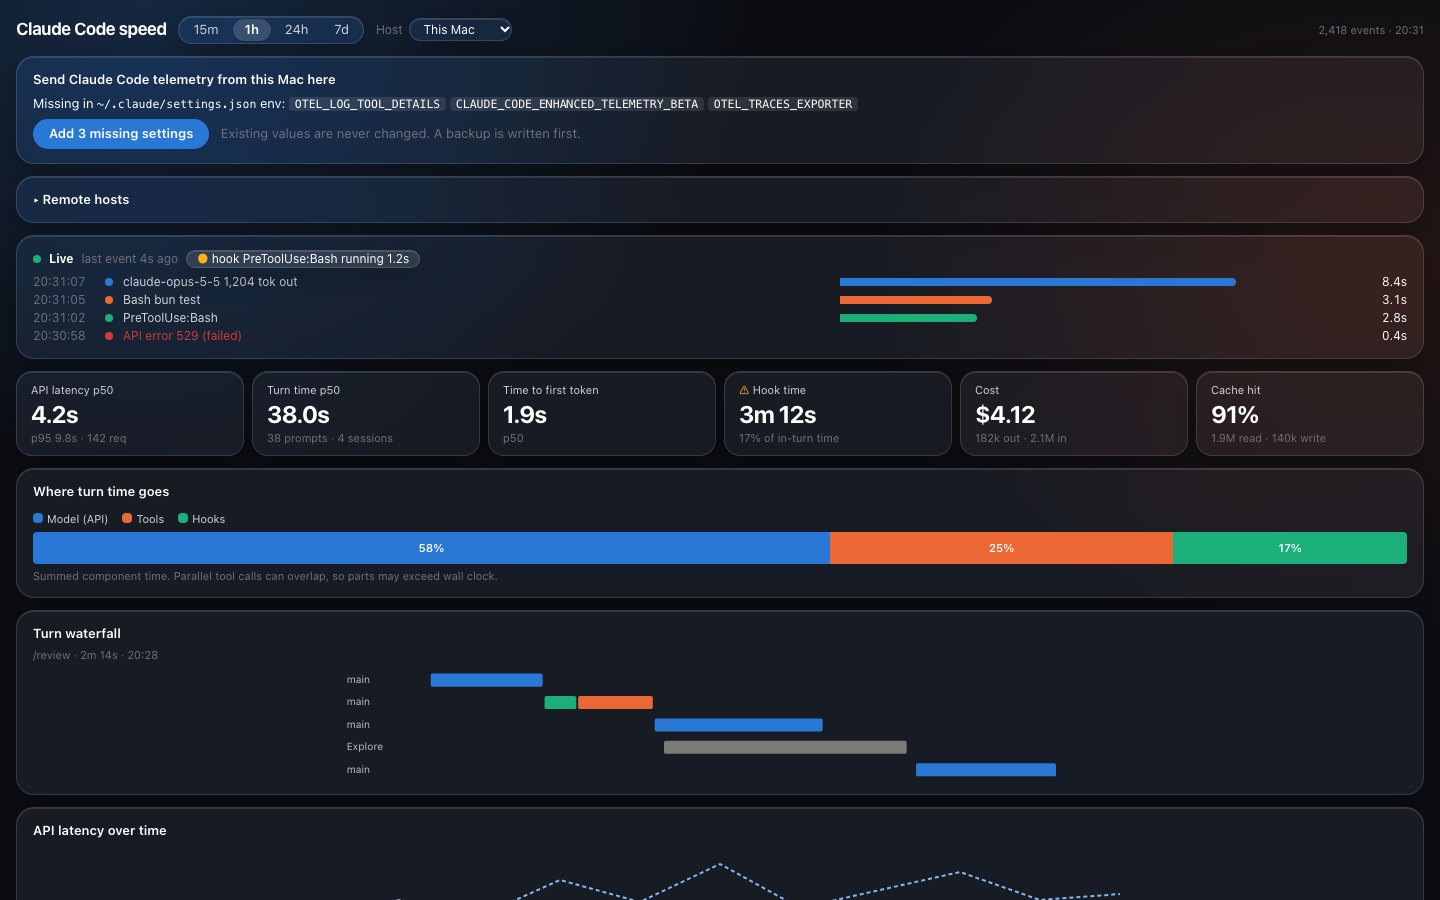 Claude Code speed 15m 1h 24h 7d Host This Mac 2,418 events · 20:31
Send Claude Code telemetry from this Mac here
Missing in ~/.claude/settings.json env: OTEL_LOG_TOOL_DETAILS CLAUDE_CODE_ENHANCED_TELEMETRY_BETA OTEL_TRACES_EXPORTER
Add 3 missing settings Existing values are never changed. A backup is written first.
▸ Remote hosts
Live last event 4s ago hook PreToolUse:Bash running 1.2s
20:31:07 claude-opus-5-5 1,204 tok out 8.4s
20:31:05 Bash bun test 3.1s
20:31:02 PreToolUse:Bash 2.8s
20:30:58 API error 529 (failed) 0.4s
API latency p50
4.2s
p95 9.8s · 142 req
Turn time p50
38.0s
38 prompts · 4 sessions
Time to first token
1.9s
p50
⚠ Hook time
3m 12s
17% of in-turn time
Cost
$4.12
182k out · 2.1M in
Cache hit
91%
1.9M read · 140k write
Where turn time goes
Model (API) Tools Hooks
58% 25% 17%
Summed component time. Parallel tool calls can overlap, so parts may exceed wall clock.
Turn waterfall
/review · 2m 14s · 20:28
main
main
main
Explore
main
API latency over time